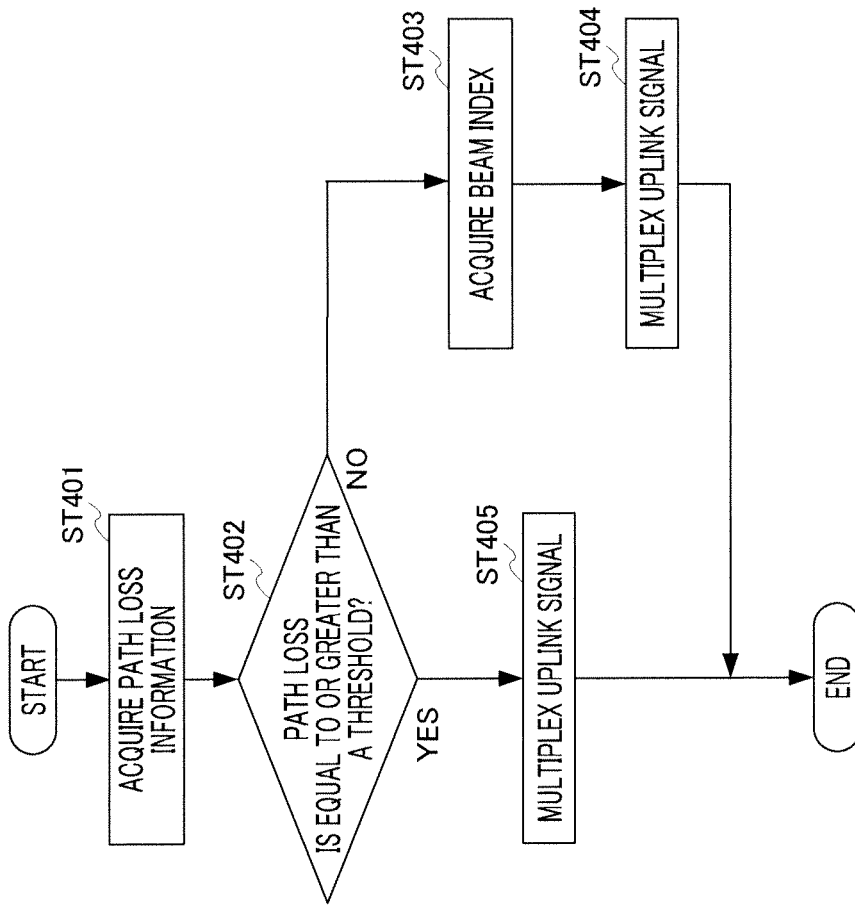 START
ST401
ACQUIRE PATH LOSS
INFORMATION
ST402
PATH LOSS
IS EQUAL TO OR GREATER THAN
A THRESHOLD?
NO
YES
ST403
ACQUIRE BEAM INDEX
ST404
MULTIPLEX UPLINK SIGNAL
ST405
MULTIPLEX UPLINK SIGNAL
END